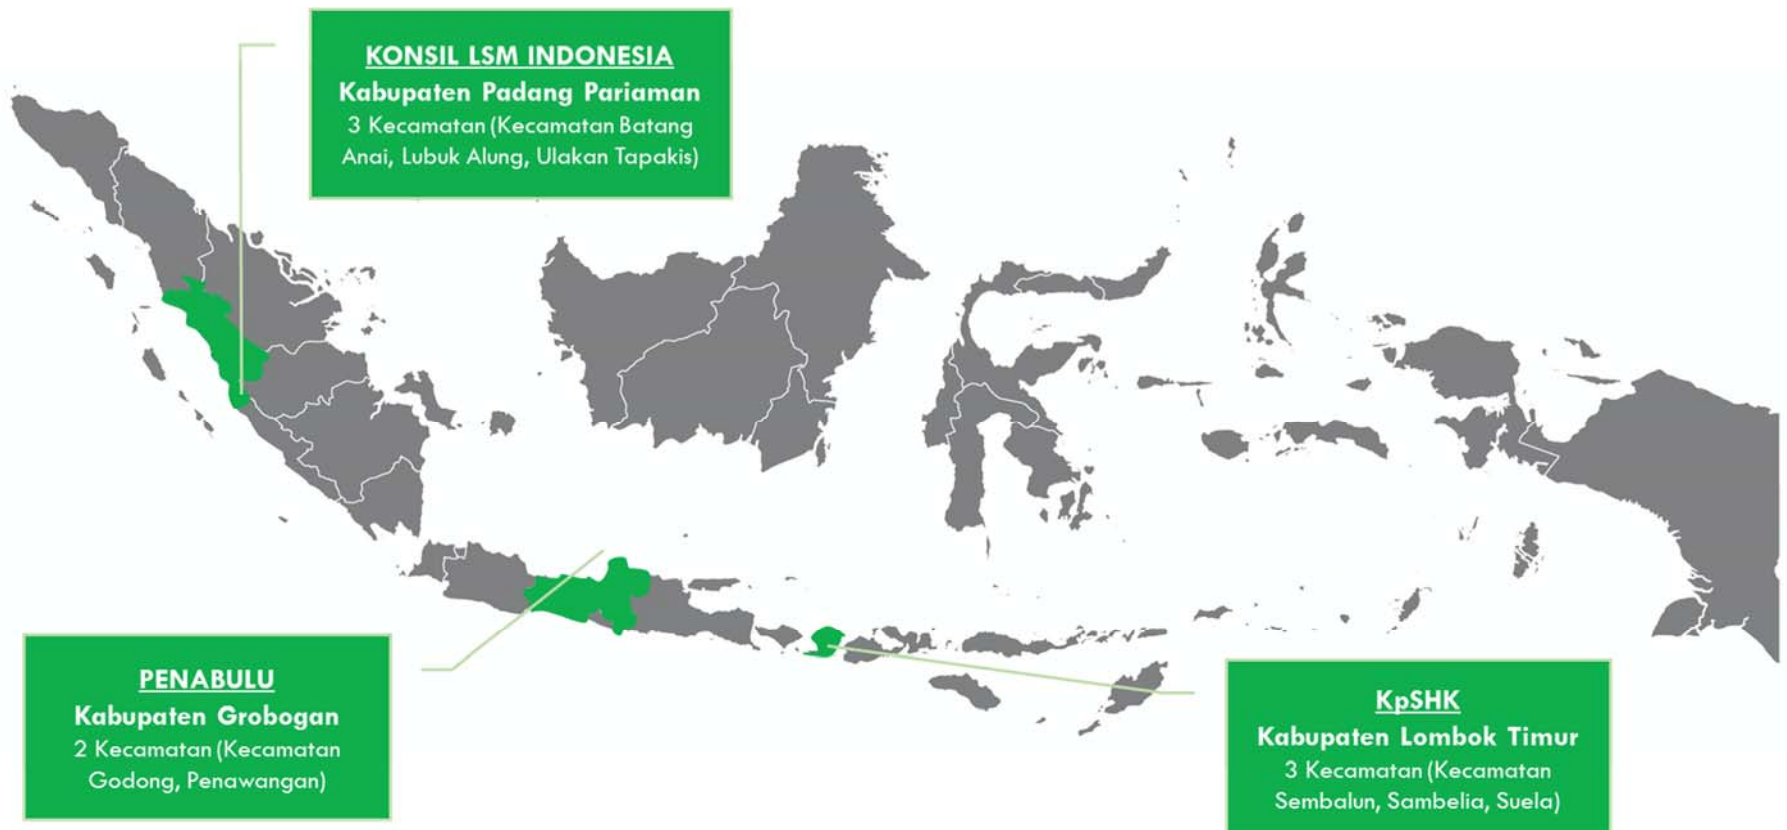 KONSIL LSM INDONESIA
Kabupaten Padang Pariaman
3 Kecamatan (Kecamatan Batang
Anai, Lubuk Alung, Ulakan Tapakis)
PENABULU
Kabupaten Grobogan
2 Kecamatan (Kecamatan
Godong, Penawangan)
KpSHK
Kabupaten Lombok Timur
3 Kecamatan (Kecamatan
Sembalun, Sambelia, Suela)